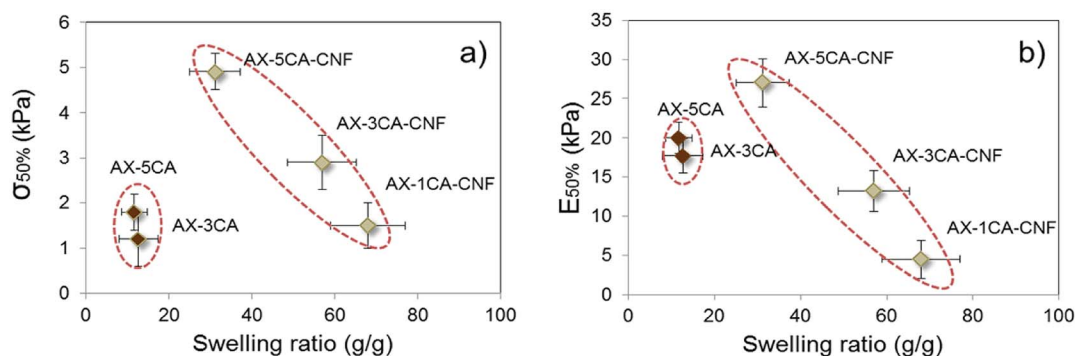 a)
σ50% (kPa)
6
5
4
3
2
1
0
AX-5CA-CNF
AX-3CA-CNF
AX-1CA-CNF
AX-5CA
AX-3CA
0 20 40 60 80 100
Swelling ratio (g/g)
b)
E50% (kPa)
35
30
25
20
15
10
5
0
AX-5CA-CNF
AX-5CA
AX-3CA
AX-3CA-CNF
AX-1CA-CNF
0 20 40 60 80 100
Swelling ratio (g/g)